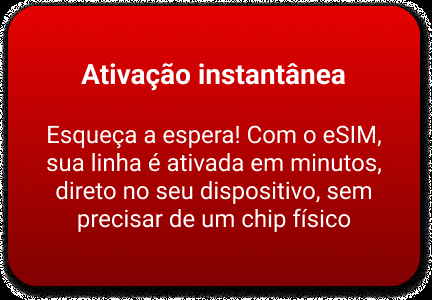 Ativação instantânea
Esqueça a espera! Com o eSIM,
sua linha é ativada em minutos,
direto no seu dispositivo, sem
precisar de um chip físico